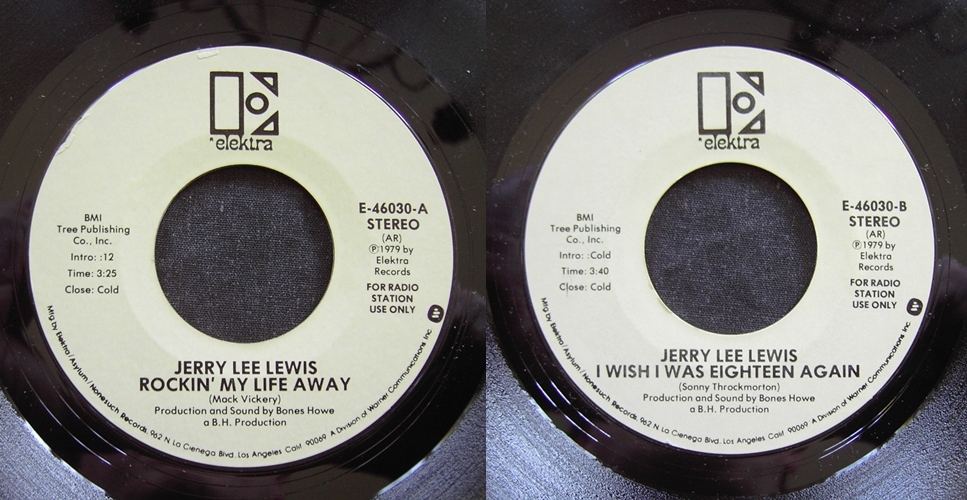 elektra
E-46030-A
STEREO
(AR)
Ⓟ1979 by
Elektra
Records
FOR RADIO
STATION
USE ONLY
BMI
Tree Publishing
Co., Inc.
Intro: :12
Time: 3:25
Close: Cold
JERRY LEE LEWIS
ROCKIN' MY LIFE AWAY
(Mack Vickery)
Production and Sound by Bones Howe
a B.H. Production
Mfg by Elektra/Asylum/Nonesuch Records, 962 N. La Cienega Blvd. Los Angeles Calif 90069 A Division of Warner Communications Inc
elektra
E-46030-B
STEREO
(AR)
Ⓟ1979 by
Elektra
Records
FOR RADIO
STATION
USE ONLY
BMI
Tree Publishing
Co., Inc.
Intro: :Cold
Time: 3:40
Close: Cold
JERRY LEE LEWIS
I WISH I WAS EIGHTEEN AGAIN
(Sonny Throckmorton)
Production and Sound by Bones Howe
a B.H. Production
Mfg by Elektra/Asylum/Nonesuch Records, 962 N. La Cienega Blvd. Los Angeles Calif 90069 A Division of Warner Communications Inc